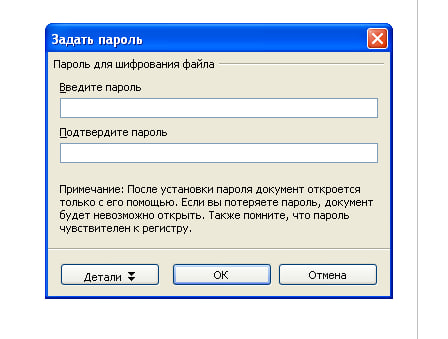 Задать пароль
Пароль для шифрования файла
Введите пароль
Подтвердите пароль
Примечание: После установки пароля документ откроется
только с его помощью. Если вы потеряете пароль, документ
будет невозможно открыть. Также помните, что пароль
чувствителен к регистру.
Детали
OK
Отмена